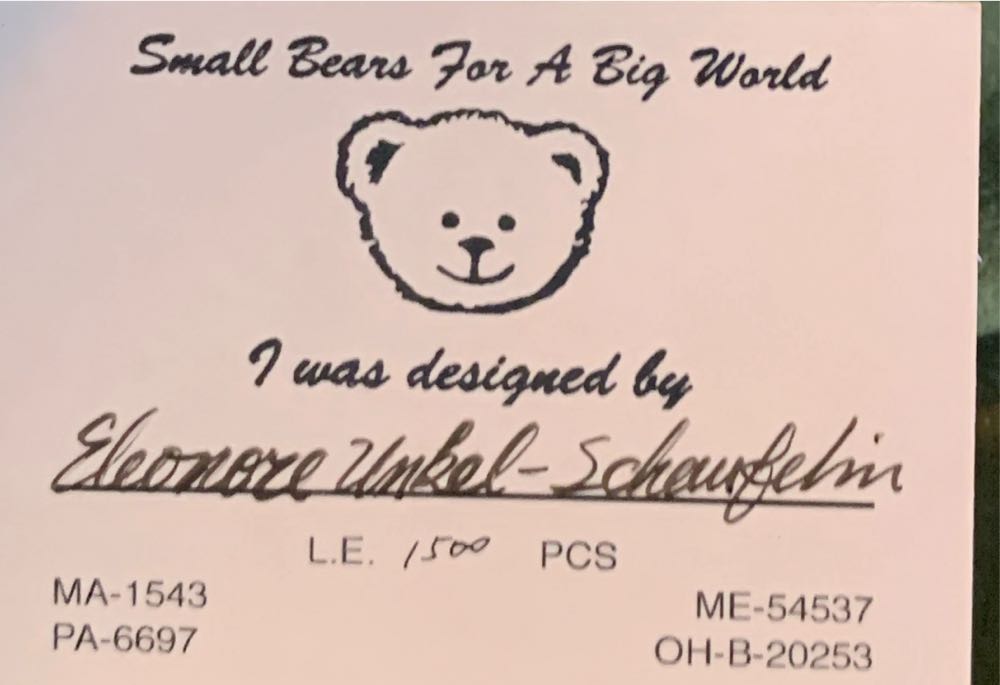 Small Bears For A Big World
I was designed by
Eleonore Unkel-Schaufelin
L.E. 1500 PCS
MA-1543
ME-54537
PA-6697
OH-B-20253